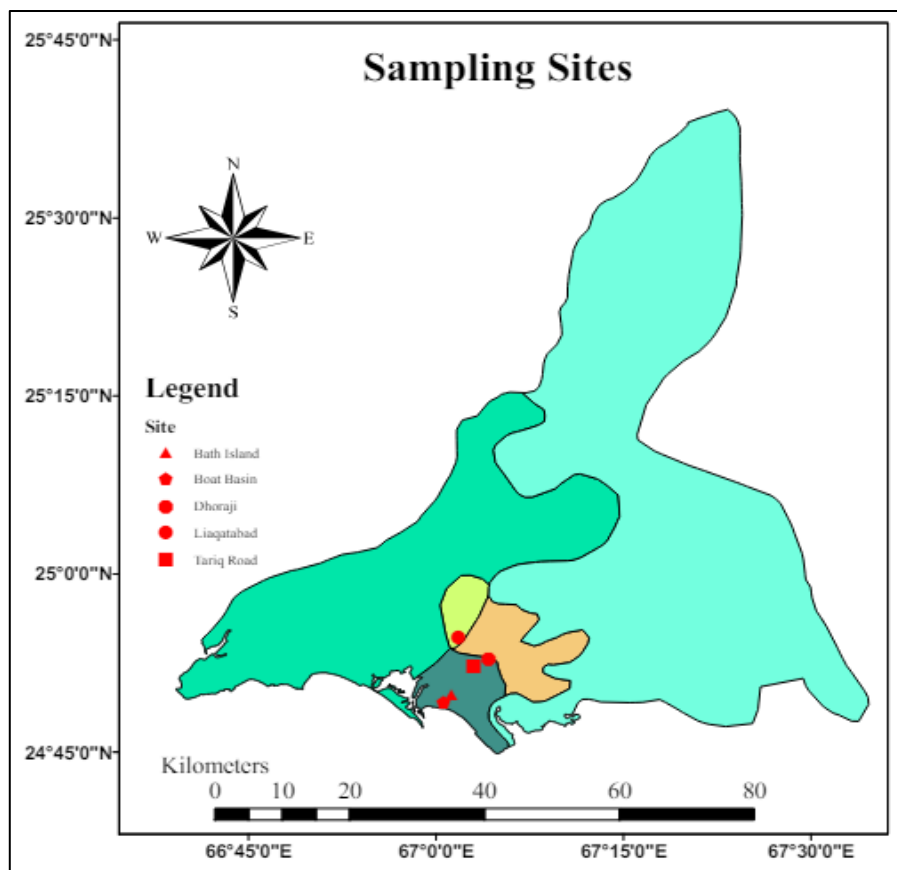 Sampling Sites
25°45'0"N
25°30'0"N
25°15'0"N
25°0'0"N
24°45'0"N
N
W
E
S
Legend
Site
Bath Island
Boat Basin
Dhoraji
Liaqatabad
Tariq Road
Kilometers
0 10 20 40 60 80
66°45'0"E 67°0'0"E 67°15'0"E 67°30'0"E